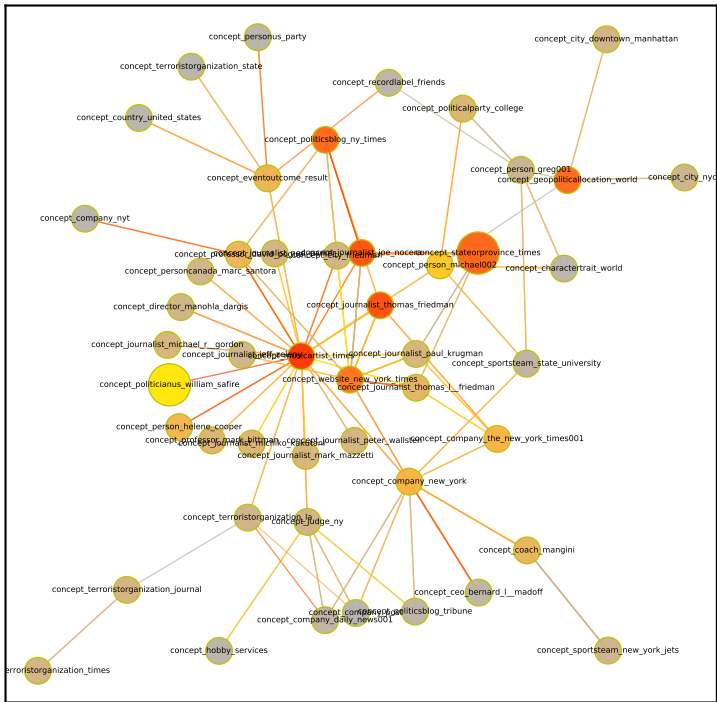 concept_personus_party
concept_city_downtown_manhattan
concept_terroristorganization_state
concept_recordlabel_friends
concept_politicalparty_college
concept_country_united_states
concept_politicsblog_ny_times
concept_person_greg001
concept_eventoutcome_result
concept_geopoliticallocation_world
concept_city_nyc
concept_company_nyt
concept_stateorprovince_times
concept_person_michael002
concept_charactertrait_world
concept_personcanada_marc_santora
concept_director_manohla_dargis
concept_journalist_thomas_friedman
concept_journalist_michael_r__gordon
concept_journalist_paul_krugman
concept_sportsteam_state_university
concept_website_new_york_times
concept_politicianus_william_safire
concept_journalist_thomas_l__friedman
concept_person_helene_cooper
concept_professor_mark_bittman
concept_journalist_peter_wallsten
concept_company_the_new_york_times001
concept_journalist_mark_mazzetti
concept_company_new_york
concept_terroristorganization_la
concept_judge_ny
concept_coach_mangini
concept_terroristorganization_journal
concept_ceo_bernard_l__madoff
concept_politicsblog_tribune
concept_company_daily_news001
concept_hobby_services
concept_sportsteam_new_york_jets
erroristorganization_times